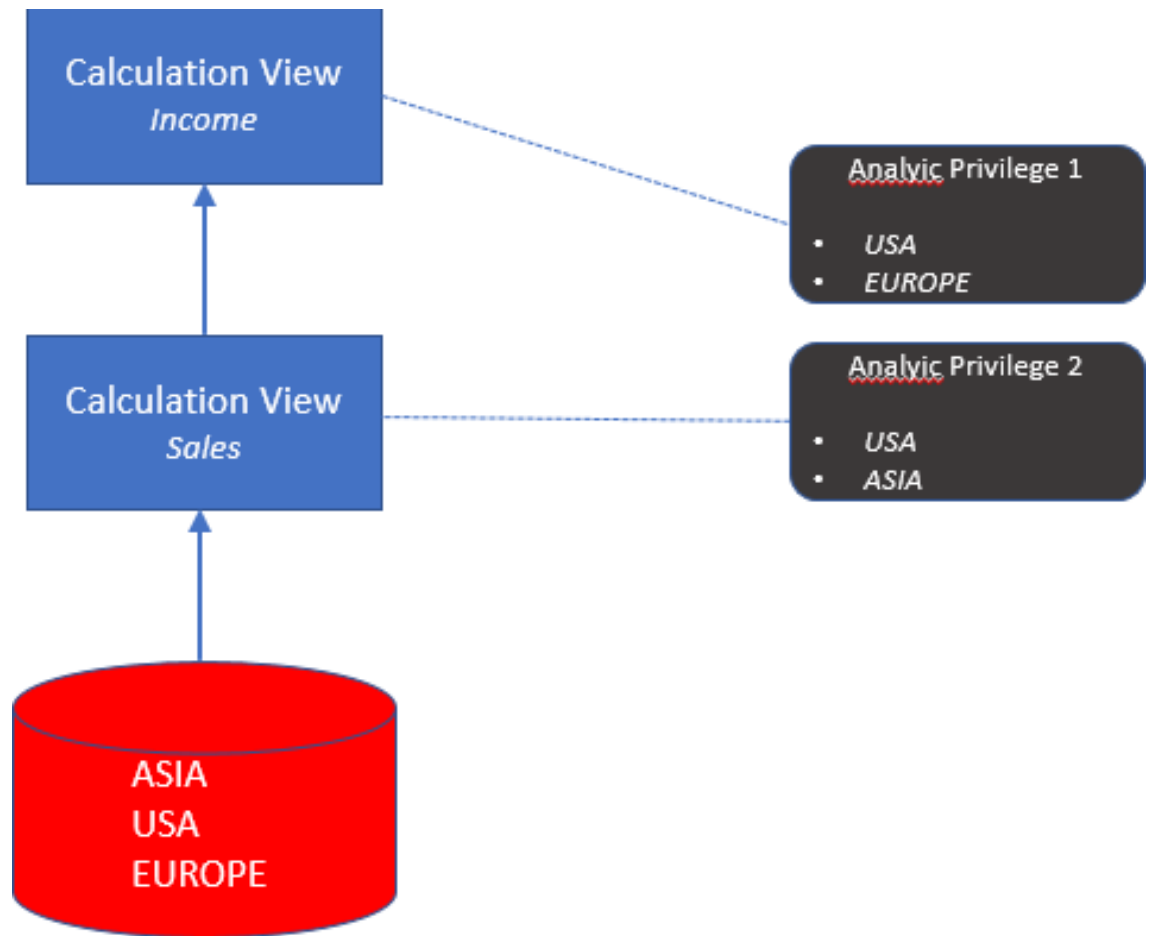 Calculation View
Income
Analyic Privilege 1
• USA
• EUROPE
Calculation View
Sales
Analyic Privilege 2
• USA
• ASIA
ASIA
USA
EUROPE